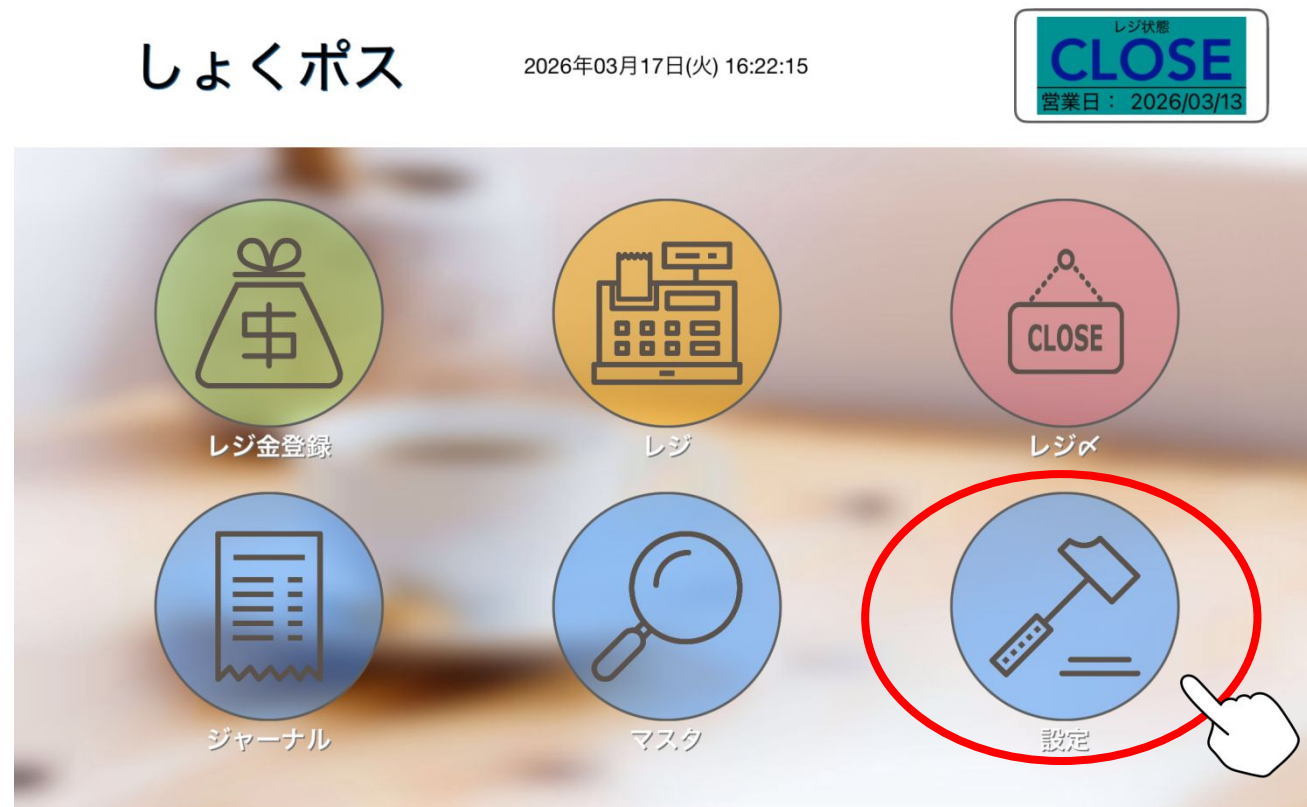 しょくポス
2026年03月17日(火) 16:22:15
レジ状態
CLOSE
営業日： 2026/03/13
CLOSE
レジ金登録
レジ
レジ〆
ジャーナル
マスタ
設定